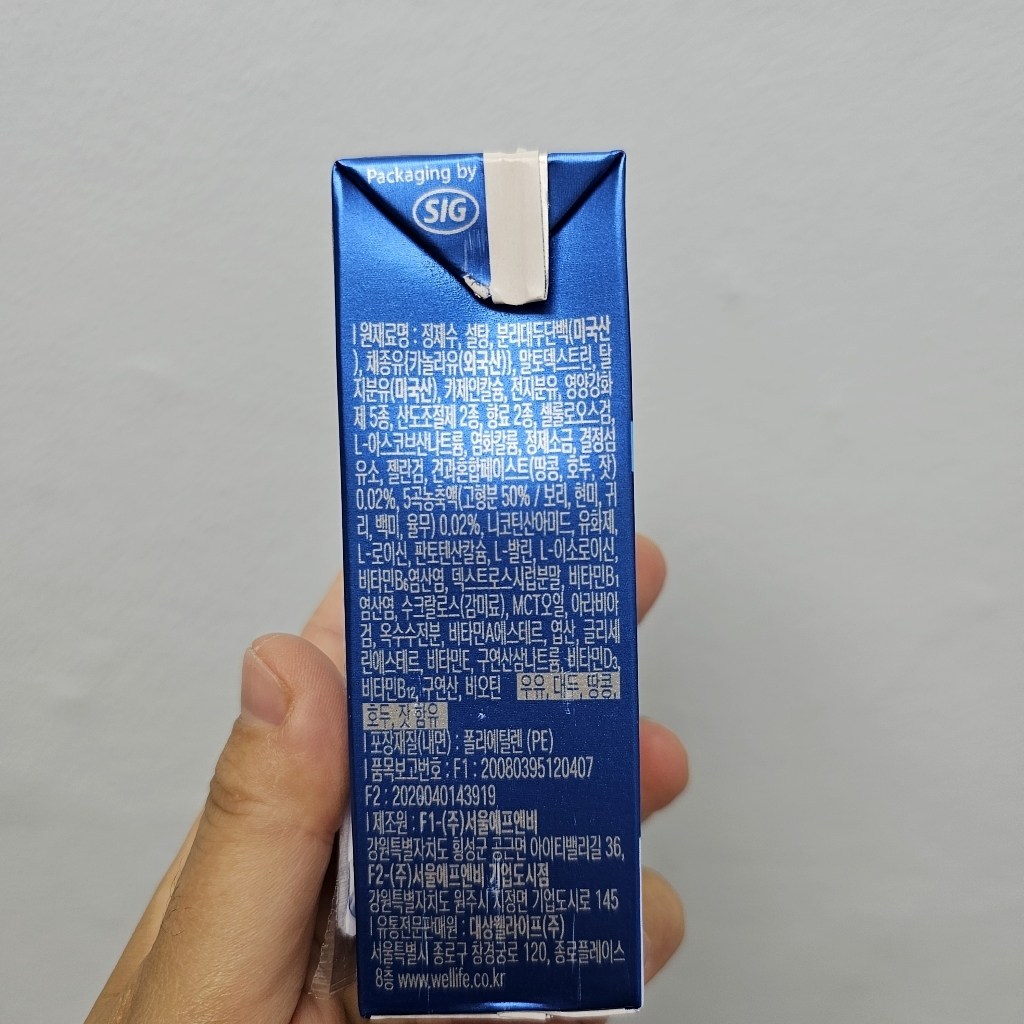 Packaging by
SIG
| 원재료명 : 정제수, 설탕, 분리대두단백(미국산
), 채종유(카놀라유(외국산)), 말토덱스트린, 탈
지분유(미국산), 카제인칼슘, 전지분유, 영양강화
제 5종, 산도조절제 2종, 향료 2종, 셀룰로오스검,
L-아스코브산나트륨, 염화칼륨, 정제소금, 결정섬
유소, 젤란검, 견과혼합페이스트(땅콩, 호두, 잣)
0.02%, 5곡농축액(고형분 50% / 보리, 현미, 귀
리, 백미, 율무) 0.02%, 니코틴산아미드, 유화제,
L-로이신, 판토텐산칼슘, L-발린, L-이소로이신,
비타민B₆염산염, 덱스트로스시럽분말, 비타민B₁
염산염, 수크랄로스(감미료), MCT오일, 아라비아
검, 옥수수전분, 비타민A에스테르, 엽산, 글리세
린에스테르, 비타민E, 구연산삼나트륨, 비타민D₃,
비타민B₁₂, 구연산, 비오틴 우유, 대두, 땅콩,
호두, 잣 함유
| 포장재질(내면) : 폴리에틸렌 (PE)
| 품목보고번호 : F1 : 20080395120407
F2 : 2020040143919
| 제조원 : F1-(주)서울에프엔비
강원특별자치도 횡성군 공근면 아이티밸리길 36,
F2-(주)서울에프엔비 기업도시점
강원특별자치도 원주시 지정면 기업도시로 145
| 유통전문판매원 : 대상웰라이프(주)
서울특별시 종로구 창경궁로 120, 종로플레이스
8층 www.wellife.co.kr